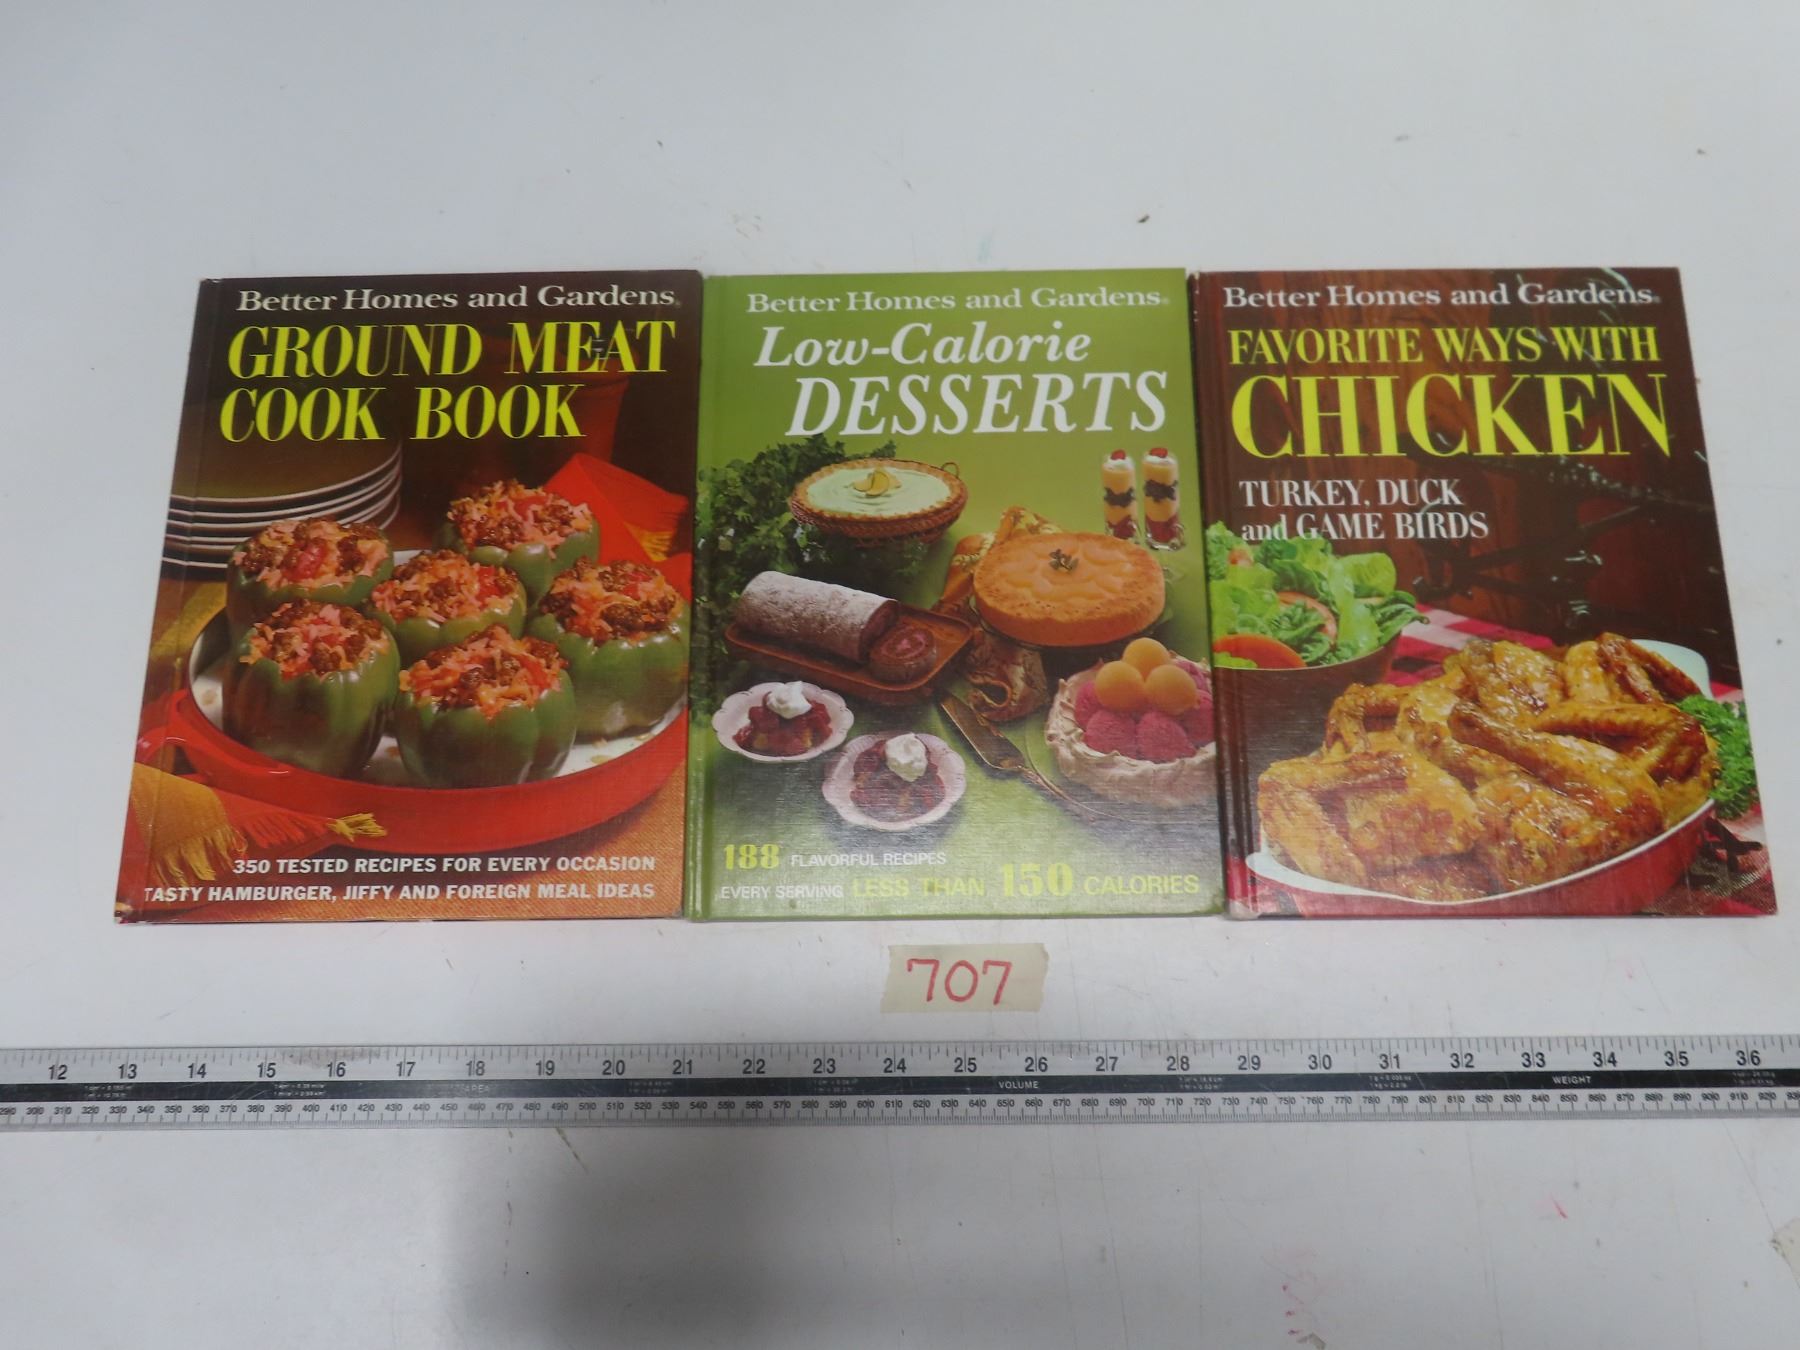 Better Homes and Gardens®
GROUND MEAT
COOK BOOK
350 TESTED RECIPES FOR EVERY OCCASION
TASTY HAMBURGER, JIFFY AND FOREIGN MEAL IDEAS
Better Homes and Gardens®
Low-Calorie
DESSERTS
188 FLAVORFUL RECIPES
EVERY SERVING LESS THAN 150 CALORIES
Better Homes and Gardens®
FAVORITE WAYS WITH
CHICKEN
TURKEY, DUCK
and GAME BIRDS
707
12 13 14 15 16 17 18 19 20 21 22 23 24 25 26 27 28 29 30 31 32 33 34 35 36
AREA VOLUME WEIGHT